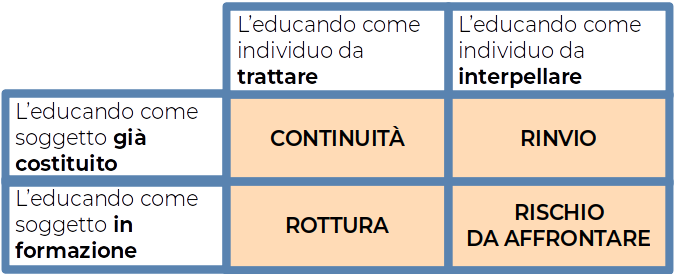 L'educando come
individuo da
trattare
L'educando come
individuo da
interpellare
L'educando come
soggetto già
costituito
CONTINUITÀ
RINVIO
L'educando come
soggetto in
formazione
ROTTURA
RISCHIO
DA AFFRONTARE